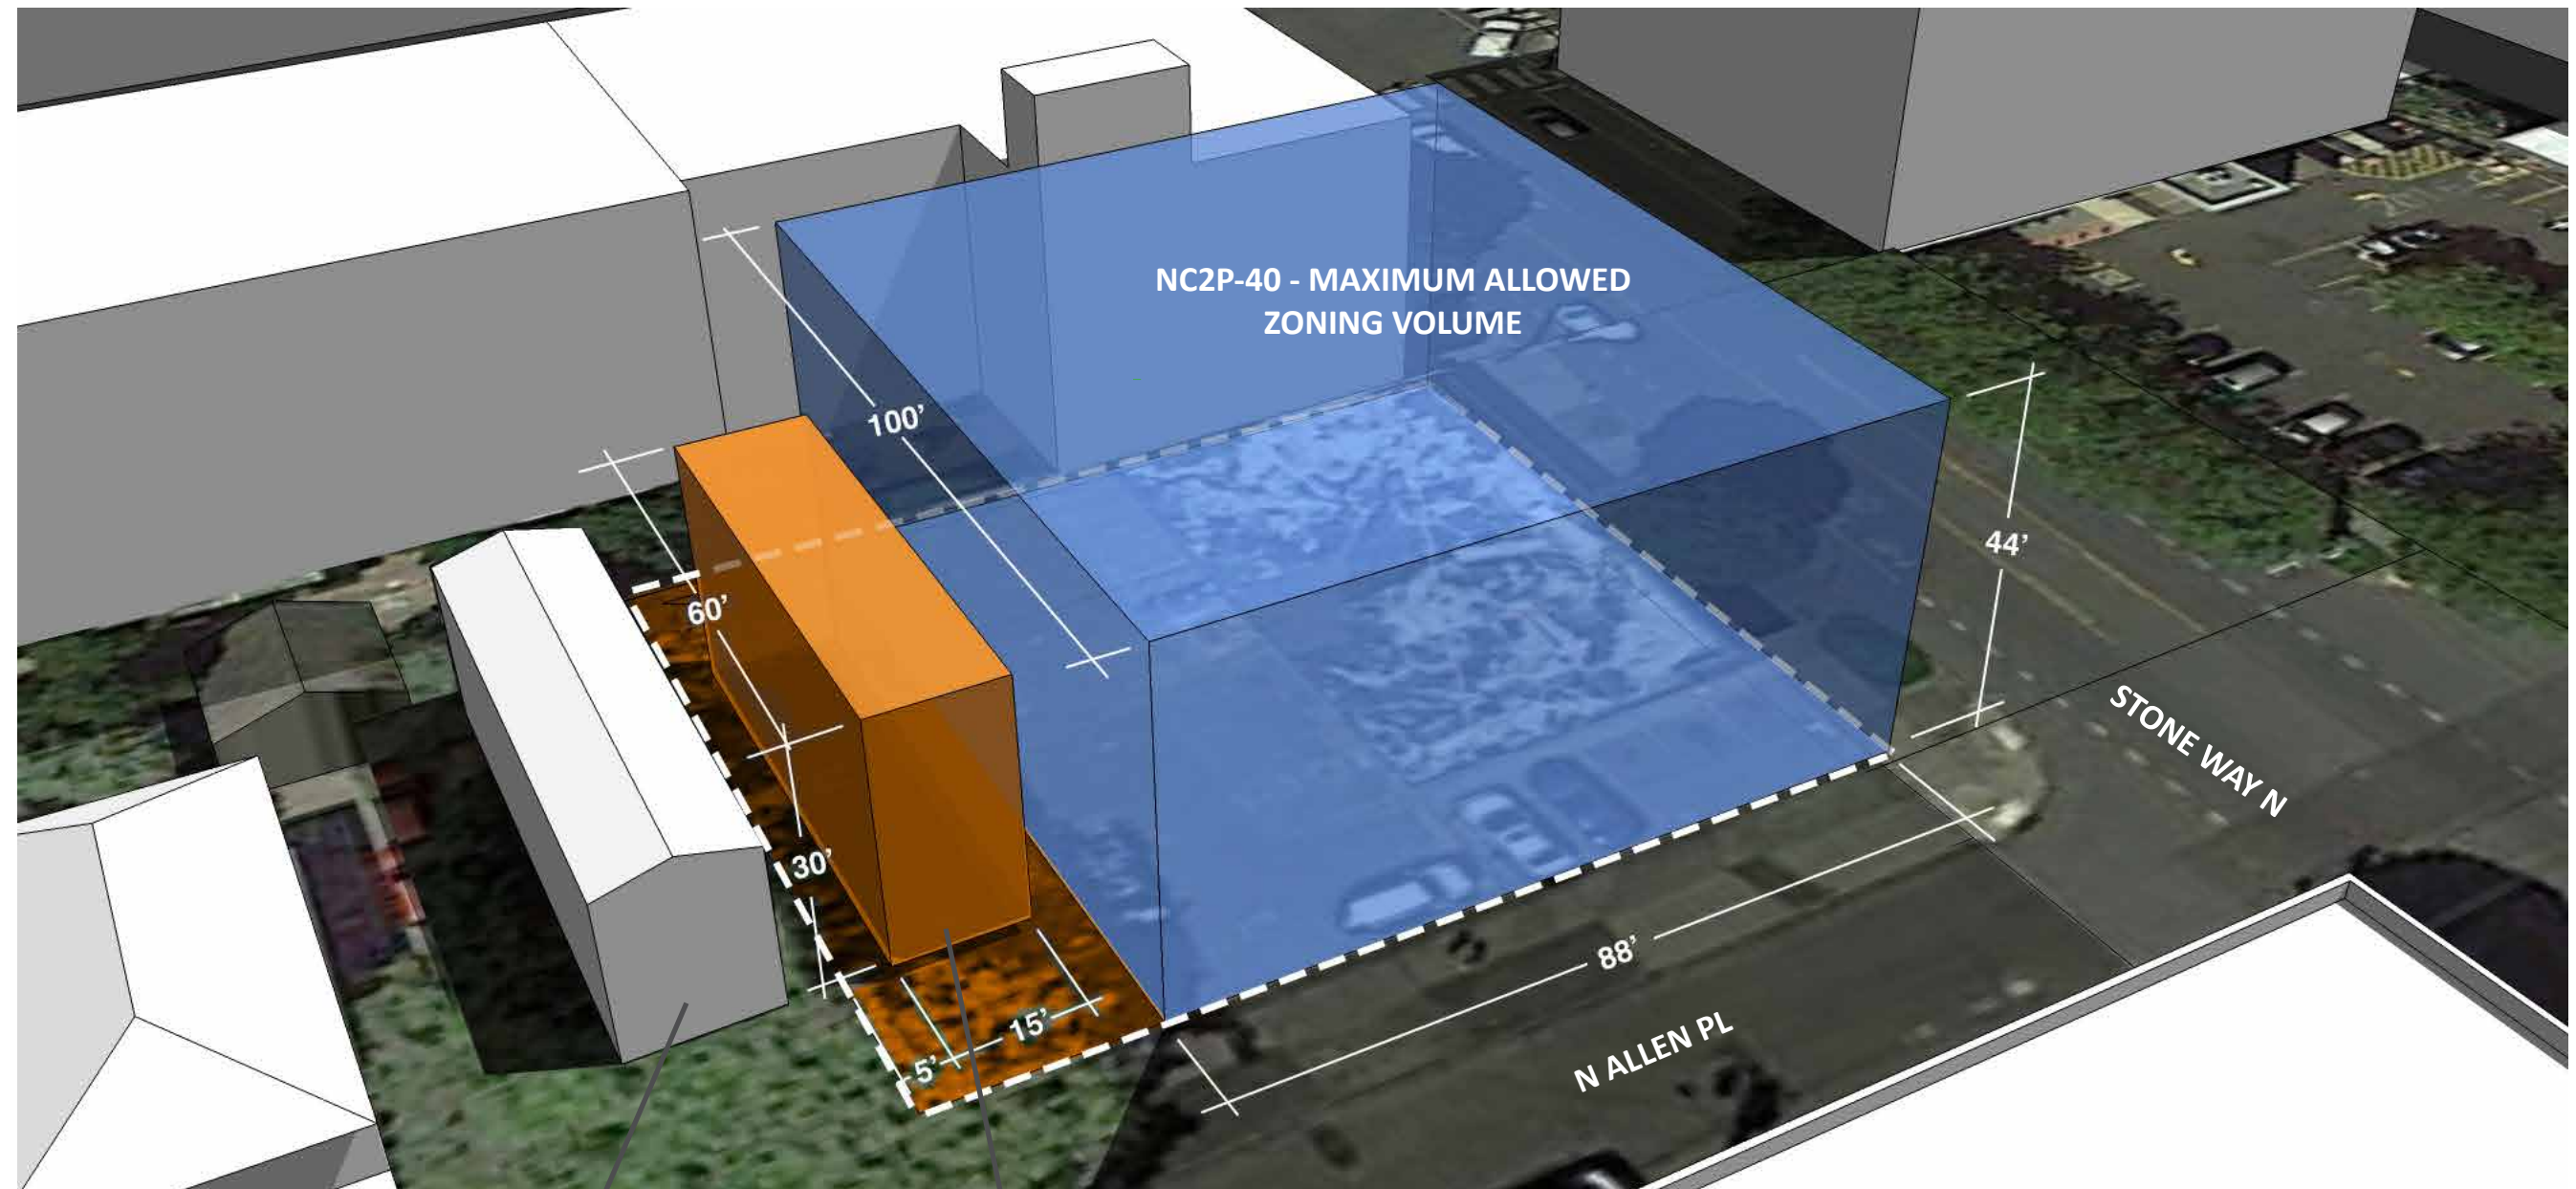 NC2P-40 - MAXIMUM ALLOWED
ZONING VOLUME
100’
44’
60’
30’
STONE WAY N
88’
15’
5’
N ALLEN PL